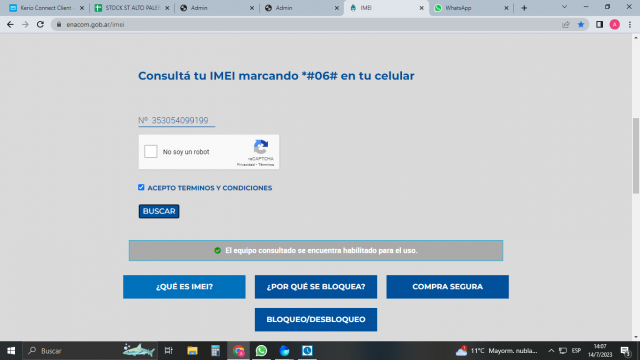 Kerio Connect Client
STOCK ST ALTO PALE
Admin
Admin
IMEI
WhatsApp
enacom.gob.ar/imei
A
Consultá tu IMEI marcando *#06# en tu celular
Nº 353054099199
No soy un robot
reCAPTCHA
Privacidad - Términos
ACEPTO TERMINOS Y CONDICIONES
BUSCAR
El equipo consultado se encuentra habilitado para el uso.
¿QUÉ ES IMEI?
¿POR QUÉ SE BLOQUEA?
COMPRA SEGURA
BLOQUEO/DESBLOQUEO
Buscar
11°C Mayorm. nubla...
ESP
14:07
14/7/2023